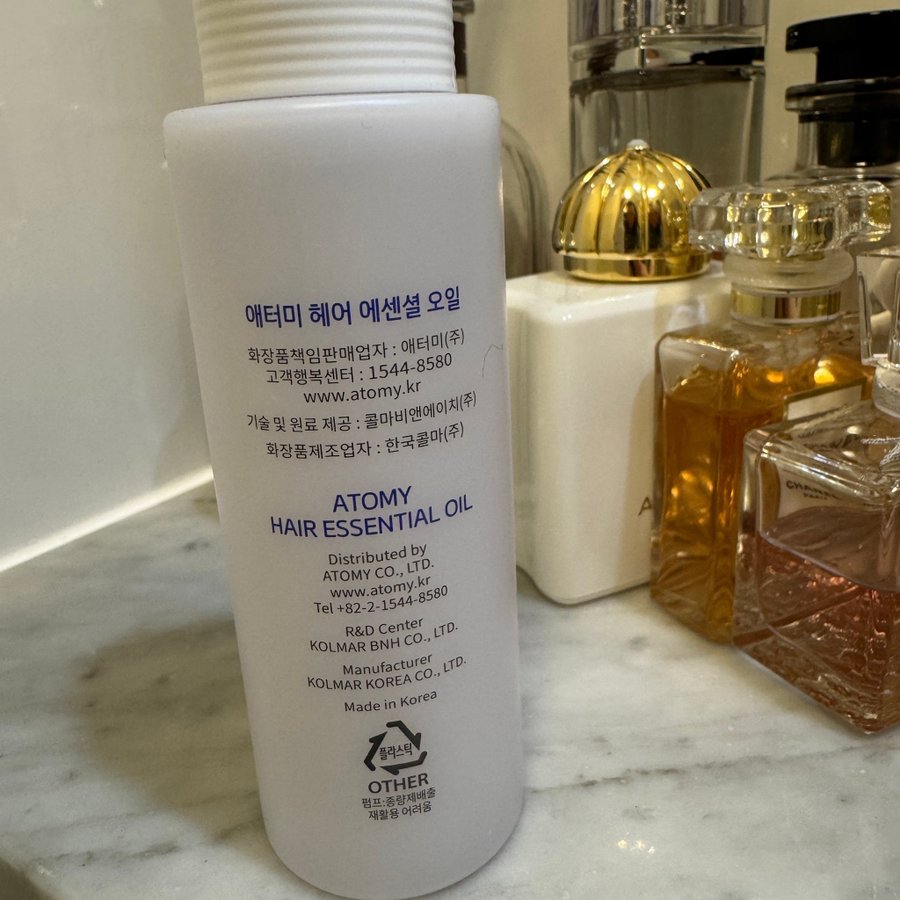 애터미 헤어 에센셜 오일
화장품책임판매업자 : 애터미(주)
고객행복센터 : 1544-8580
www.atomy.kr
기술 및 원료 제공 : 콜마비앤에이치(주)
화장품제조업자 : 한국콜마(주)
ATOMY
HAIR ESSENTIAL OIL
Distributed by
ATOMY CO., LTD.
www.atomy.kr
Tel +82-2-1544-8580
R&D Center
KOLMAR BNH CO., LTD.
Manufacturer
KOLMAR KOREA CO., LTD.
Made in Korea
플라스틱
OTHER
펌프:종량제배출
재활용 어려움
CHANEL